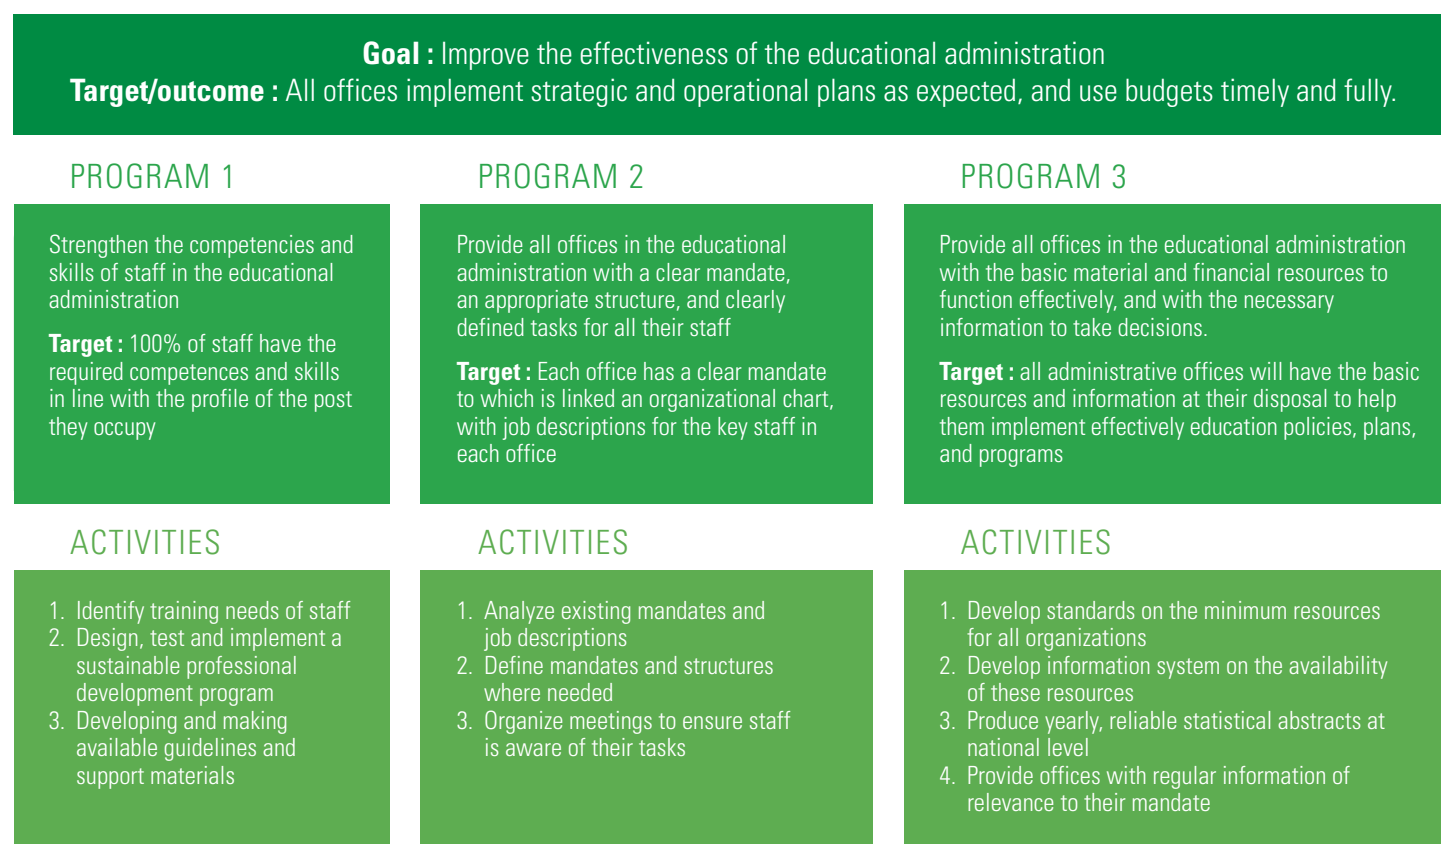 Goal : Improve the effectiveness of the educational administration
Target/outcome : All offices implement strategic and operational plans as expected, and use budgets timely and fully.
PROGRAM 1
Strengthen the competencies and
skills of staff in the educational
administration
Target : 100% of staff have the
required competences and skills
in line with the profile of the post
they occupy
ACTIVITIES
1. Identify training needs of staff
2. Design, test and implement a
sustainable professional
development program
3. Developing and making
available guidelines and
support materials
PROGRAM 2
Provide all offices in the educational
administration with a clear mandate,
an appropriate structure, and clearly
defined tasks for all their staff
Target : Each office has a clear mandate
to which is linked an organizational chart,
with job descriptions for the key staff in
each office
ACTIVITIES
1. Analyze existing mandates and
job descriptions
2. Define mandates and structures
where needed
3. Organize meetings to ensure staff
is aware of their tasks
PROGRAM 3
Provide all offices in the educational administration
with the basic material and financial resources to
function effectively, and with the necessary
information to take decisions.
Target : all administrative offices will have the basic
resources and information at their disposal to help
them implement effectively education policies, plans,
and programs
ACTIVITIES
1. Develop standards on the minimum resources
for all organizations
2. Develop information system on the availability
of these resources
3. Produce yearly, reliable statistical abstracts at
national level
4. Provide offices with regular information of
relevance to their mandate